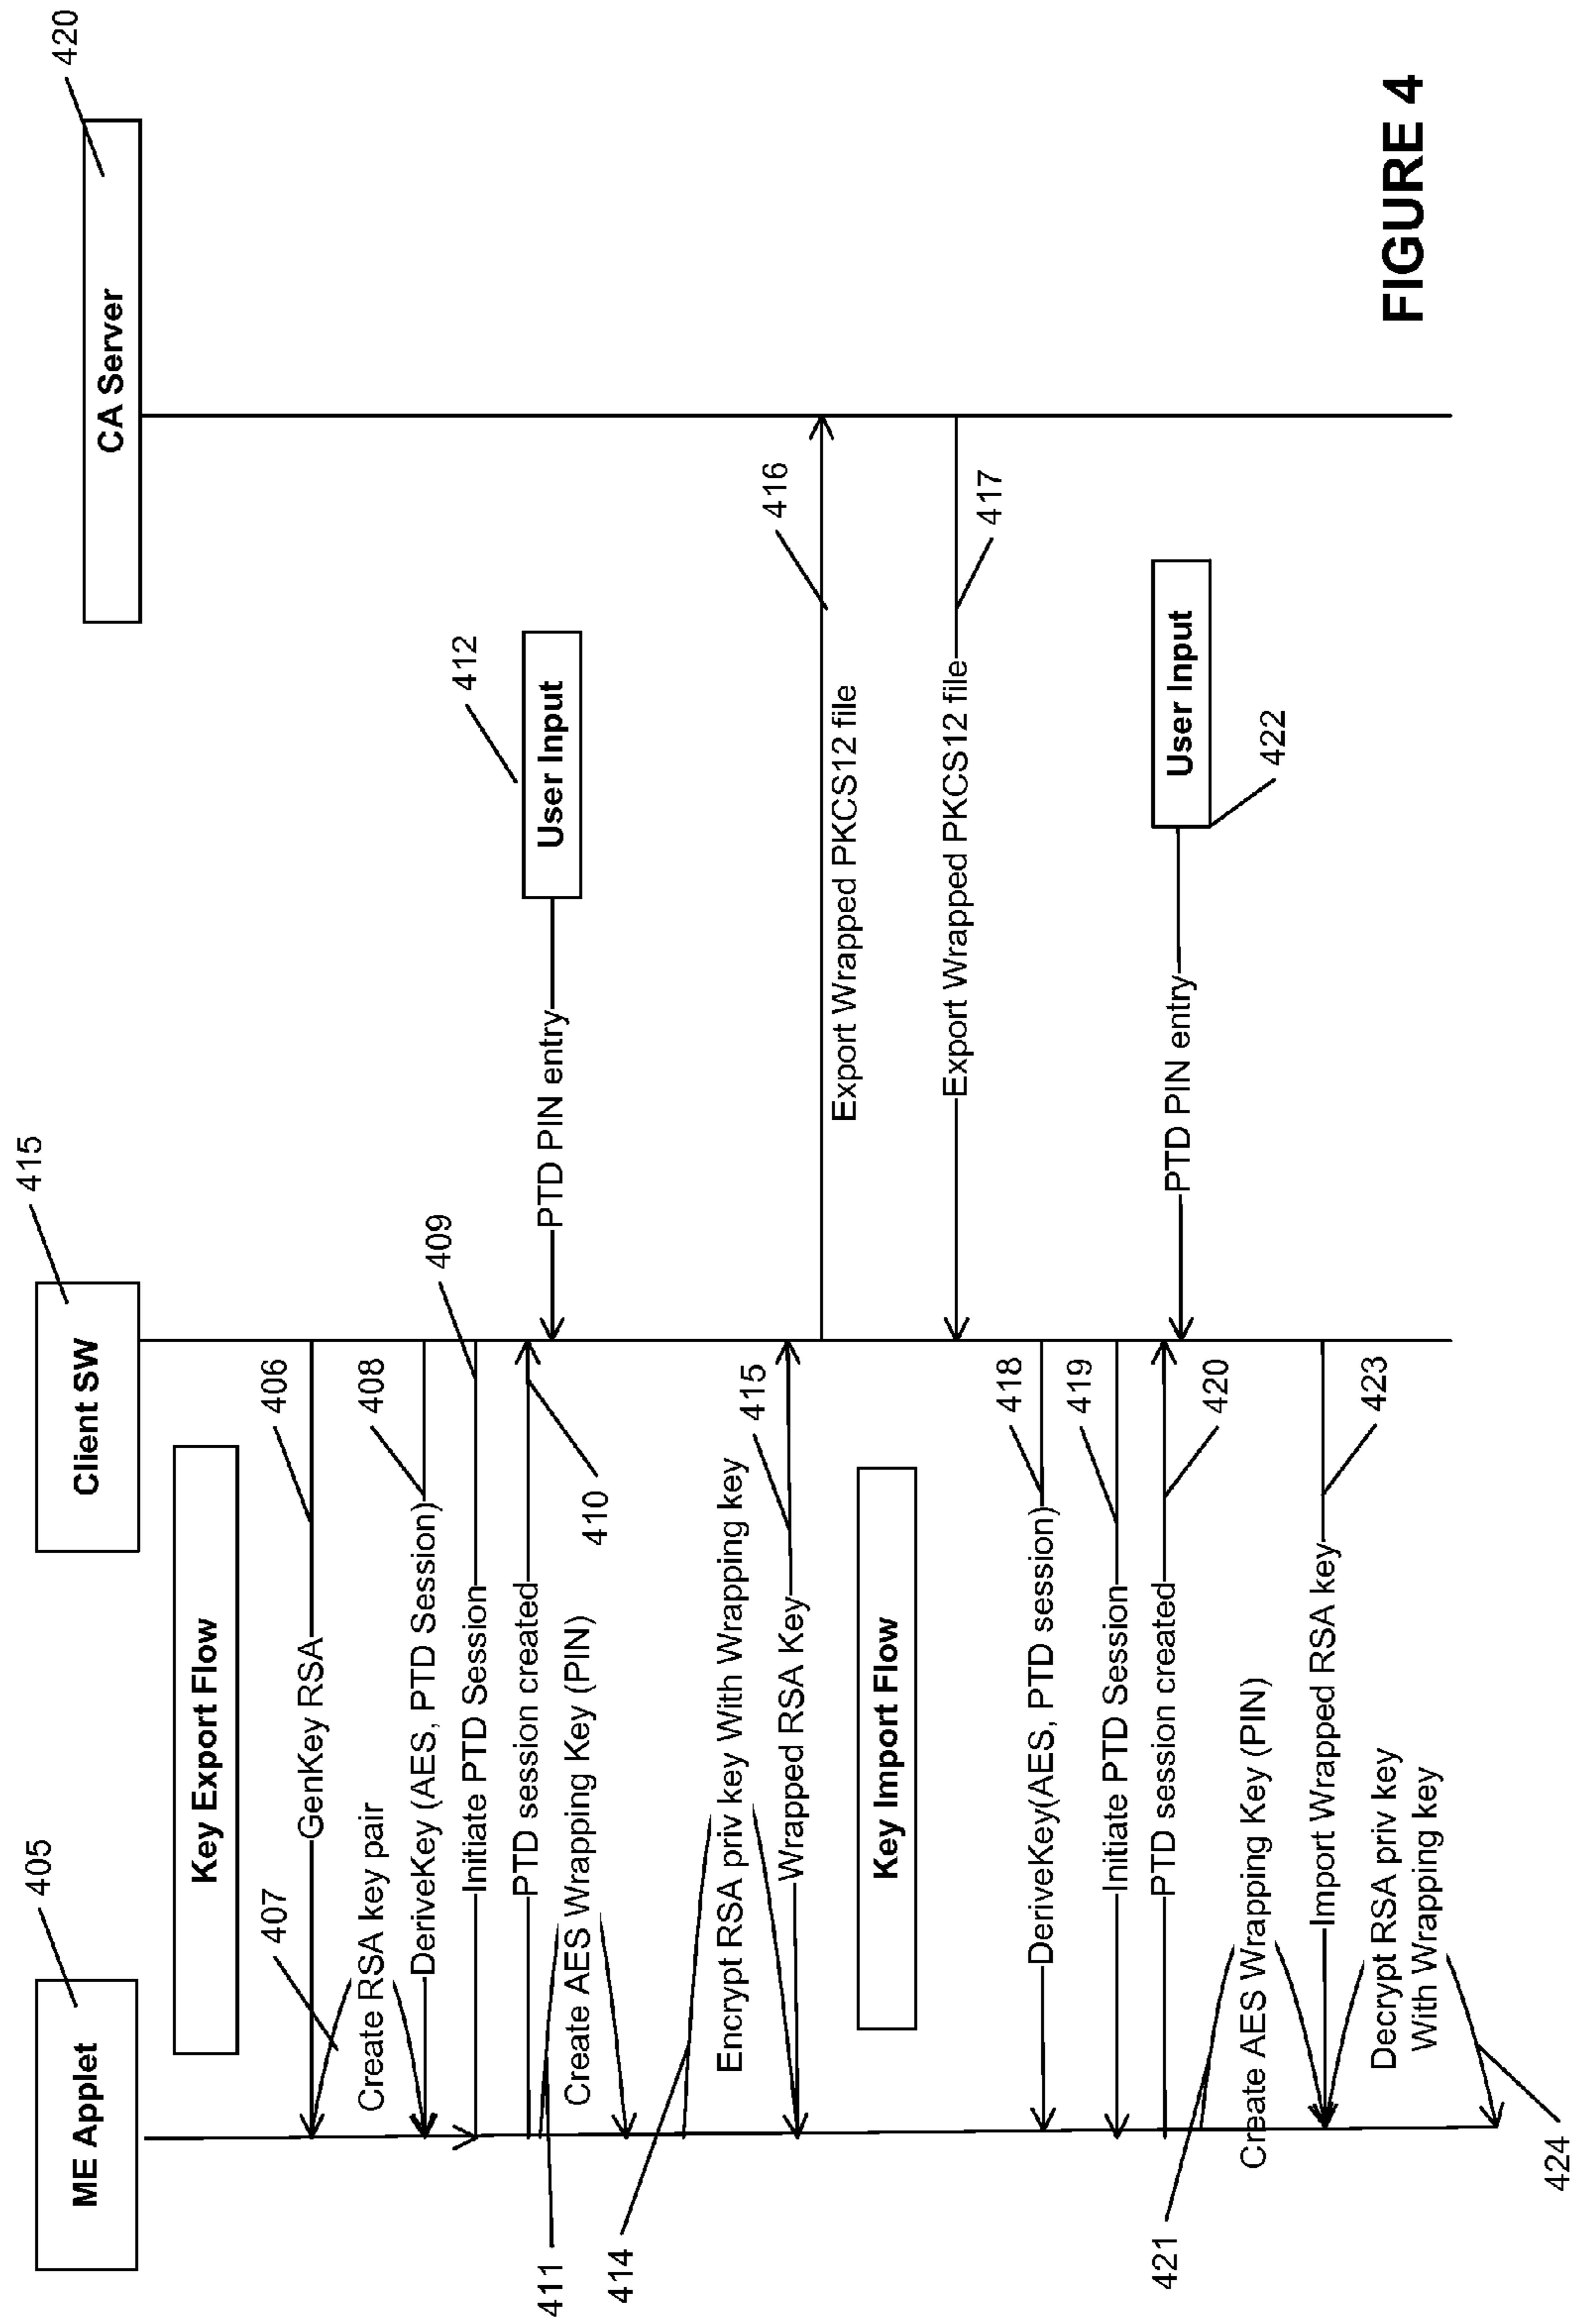 405
415
420
ME Applet
Client SW
CA Server
Key Export Flow
406
GenKey RSA
407
Create RSA key pair
408
DeriveKey (AES, PTD Session)
409
Initiate PTD Session
412
PTD session created
410
PTD PIN entry
User Input
411
Create AES Wrapping Key (PIN)
414
Encrypt RSA priv key With Wrapping key
415
Wrapped RSA Key
416
Export Wrapped PKCS12 file
Key Import Flow
Export Wrapped PKCS12 file
417
418
DeriveKey(AES, PTD session)
419
Initiate PTD Session
PTD session created
420
PTD PIN entry
User Input
422
421
Create AES Wrapping Key (PIN)
Import Wrapped RSA key
423
Decrypt RSA priv key
With Wrapping key
424
FIGURE 4